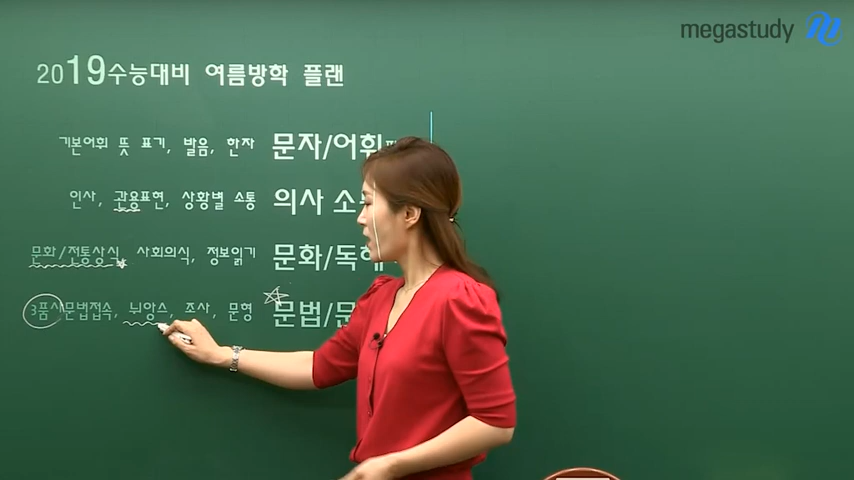 megastudy
2019수능대비 여름방학 플랜
기본어휘 뜻 표기, 발음, 한자 문자/어휘
인사, 관용표현, 상황별 소통 의사
문화/전통상식 사회의식, 정보읽기 문화/독해
3품사문법접속, 뉘앙스, 조사, 문형 문법/